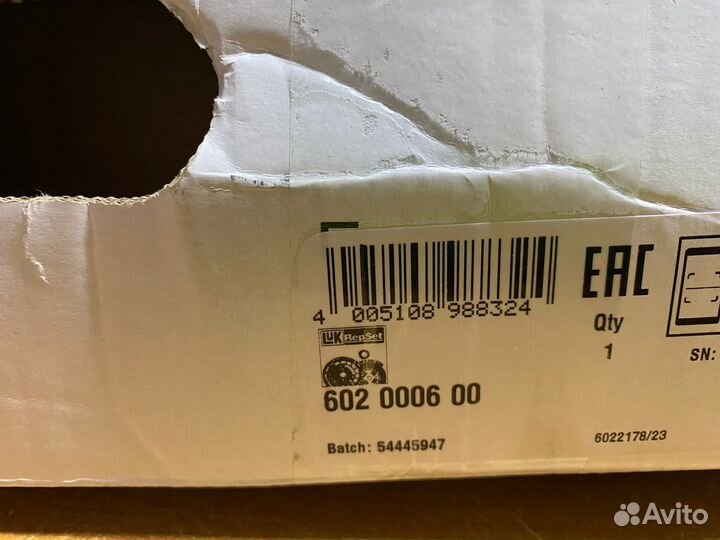 4 005108 988324
EAC
Qty
1
SN:
LuK RepSet
602 0006 00
Batch: 54445947
6022178/23
Avito